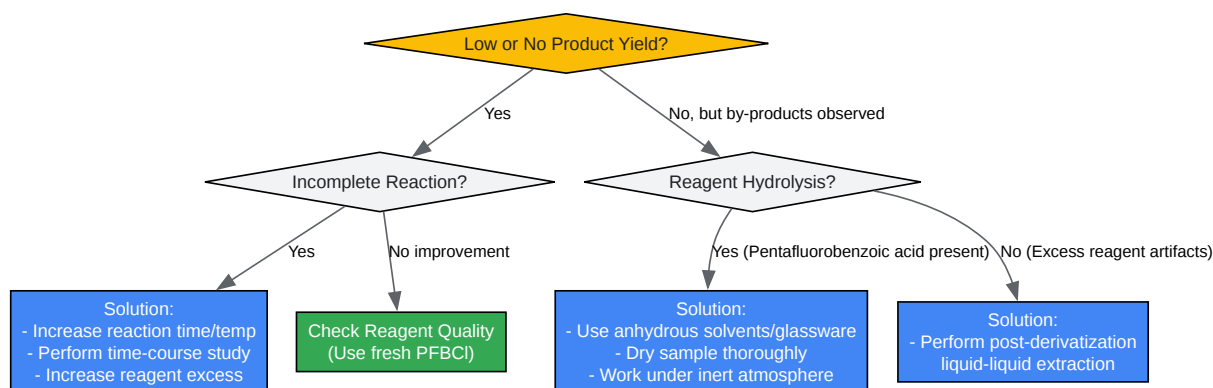 Low or No Product Yield?
Yes
No, but by-products observed
Incomplete Reaction?
Reagent Hydrolysis?
Yes
No improvement
Yes (Pentafluorobenzoic acid present)
No (Excess reagent artifacts)
Solution:
- Increase reaction time/temp
- Perform time-course study
- Increase reagent excess
Check Reagent Quality
(Use fresh PFBCl)
Solution:
- Use anhydrous solvents/glassware
- Dry sample thoroughly
- Work under inert atmosphere
Solution:
- Perform post-derivatization
liquid-liquid extraction